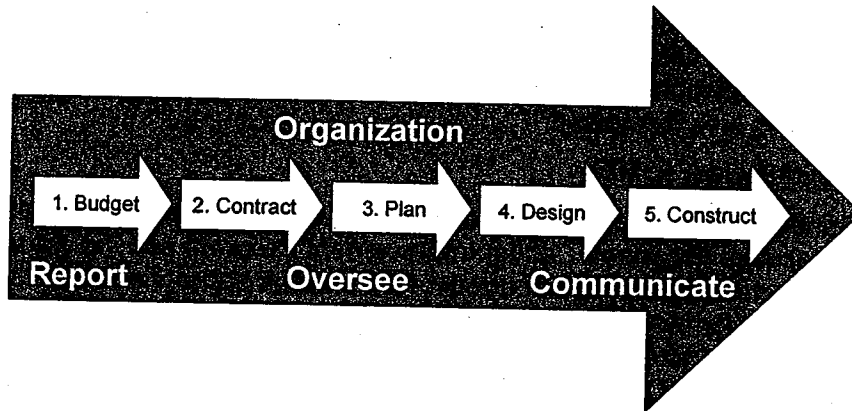 Organization
1. Budget 2. Contract 3. Plan 4. Design 5. Construct
Report Oversee Communicate